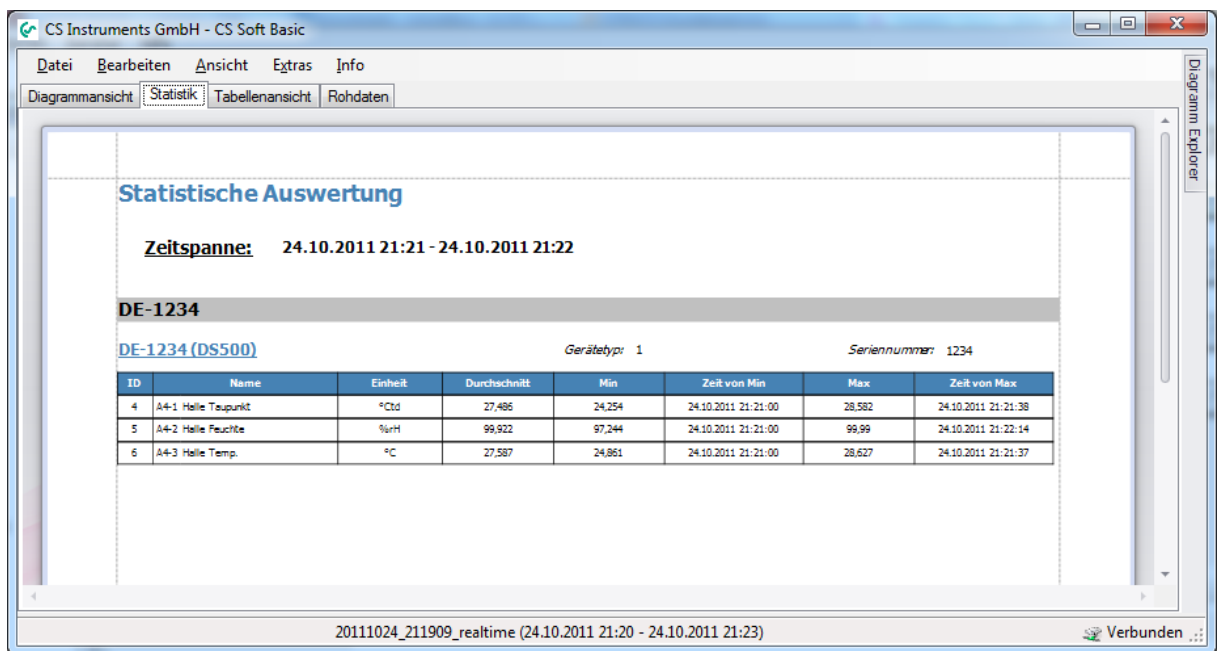 CS Instruments GmbH - CS Soft Basic
Datei Bearbeiten Ansicht Extras Info
Diagrammansicht Statistik Tabellenansicht Rohdaten
Diagramm Explorer
Statistische Auswertung
Zeitspanne: 24.10.2011 21:21 - 24.10.2011 21:22
DE-1234
DE-1234 (DS500) Gerätetyp: 1 Seriennummer: 1234
ID Name Einheit Durchschnitt Min Zeit von Min Max Zeit von Max
4 A4-1 Halle Taupunkt °Ctd 27,486 24,254 24.10.2011 21:21:00 28,582 24.10.2011 21:21:38
5 A4-2 Halle Feuchte %rH 99,922 97,244 24.10.2011 21:21:00 99,99 24.10.2011 21:22:14
6 A4-3 Halle Temp. °C 27,587 24,861 24.10.2011 21:21:00 28,627 24.10.2011 21:21:37
20111024_211909_realtime (24.10.2011 21:20 - 24.10.2011 21:23)
Verbunden